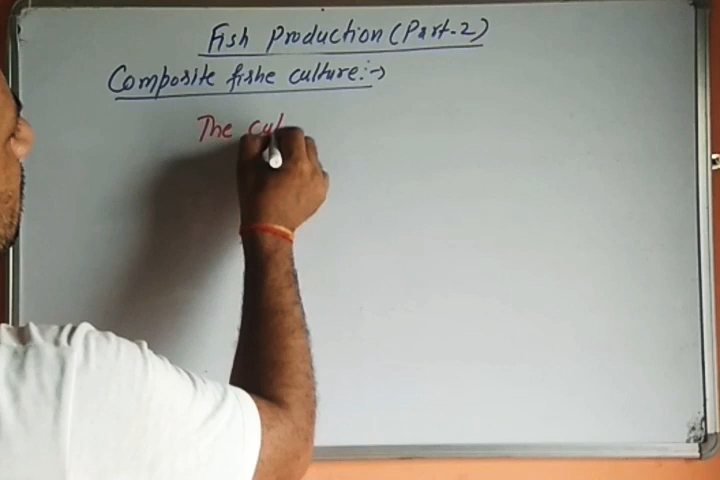 Fish Production (Part-2)
Composite fishe culture:→
The cul